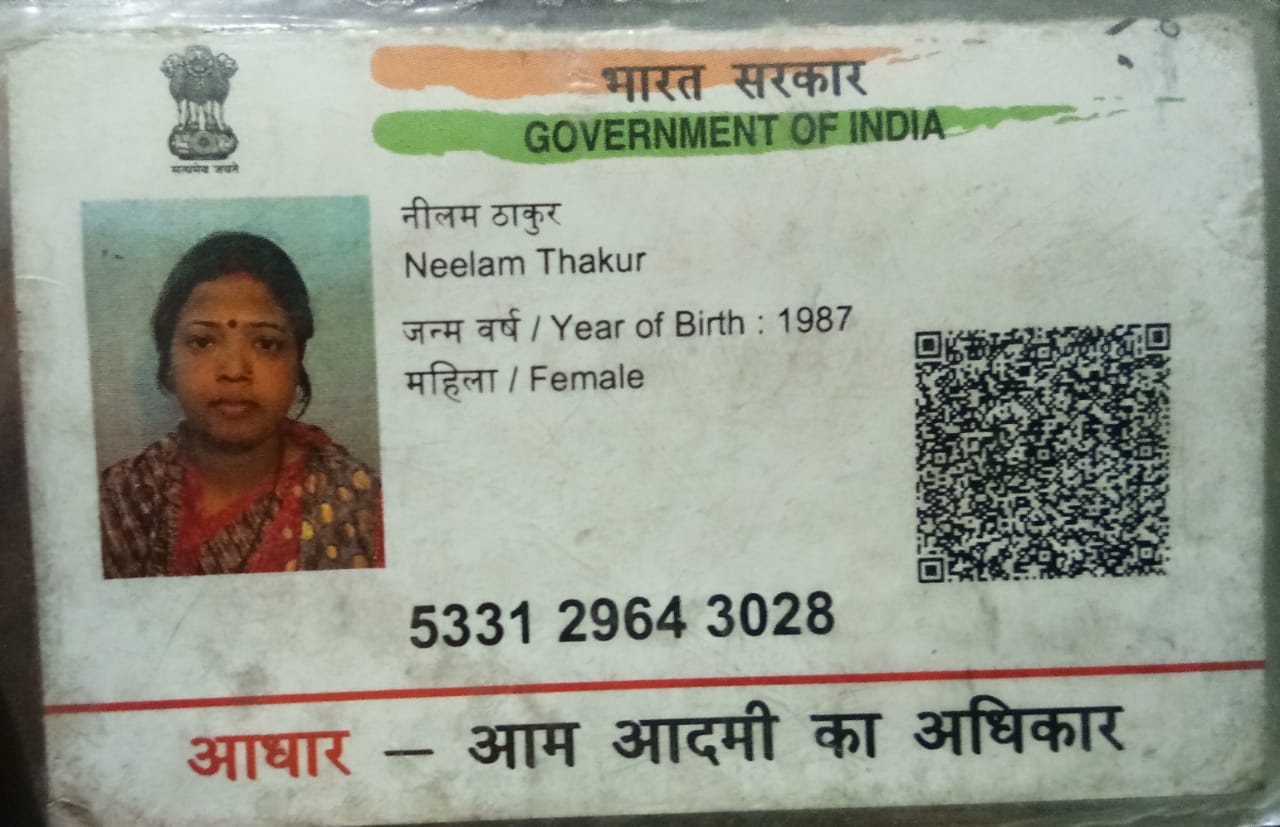 भारत सरकार
GOVERNMENT OF INDIA
सत्यमेव जयते
नीलम ठाकुर
Neelam Thakur
जन्म वर्ष / Year of Birth : 1987
महिला / Female
5331 2964 3028
आधार – आम आदमी का अधिकार